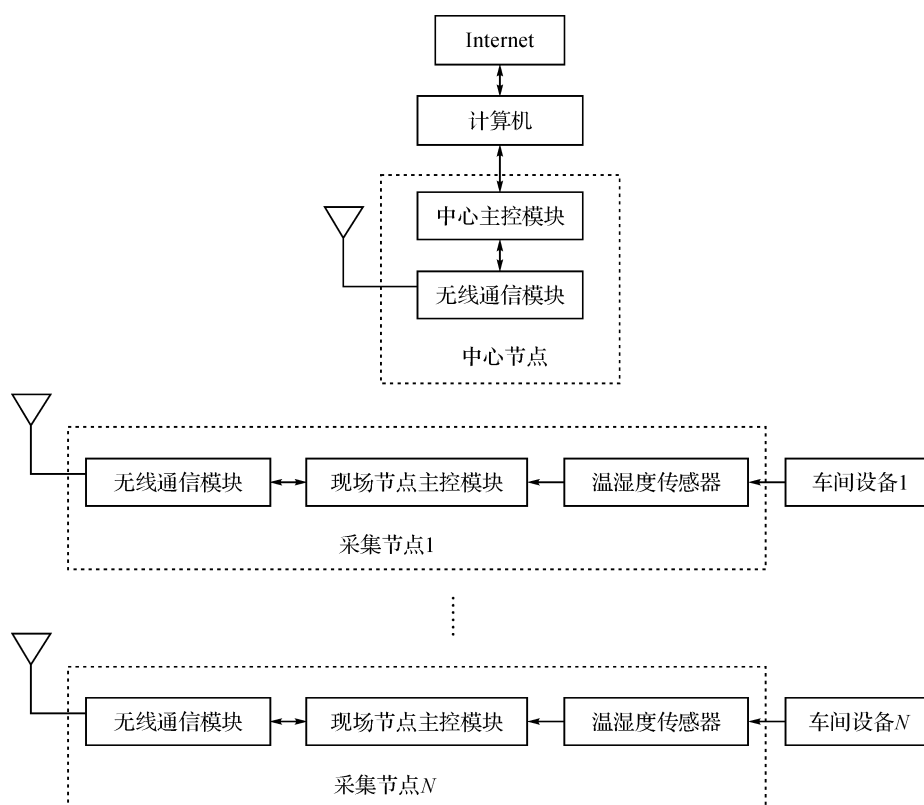 Internet
计算机
中心主控模块
无线通信模块
中心节点
无线通信模块
现场节点主控模块
温湿度传感器
车间设备1
采集节点1
无线通信模块
现场节点主控模块
温湿度传感器
车间设备N
采集节点N